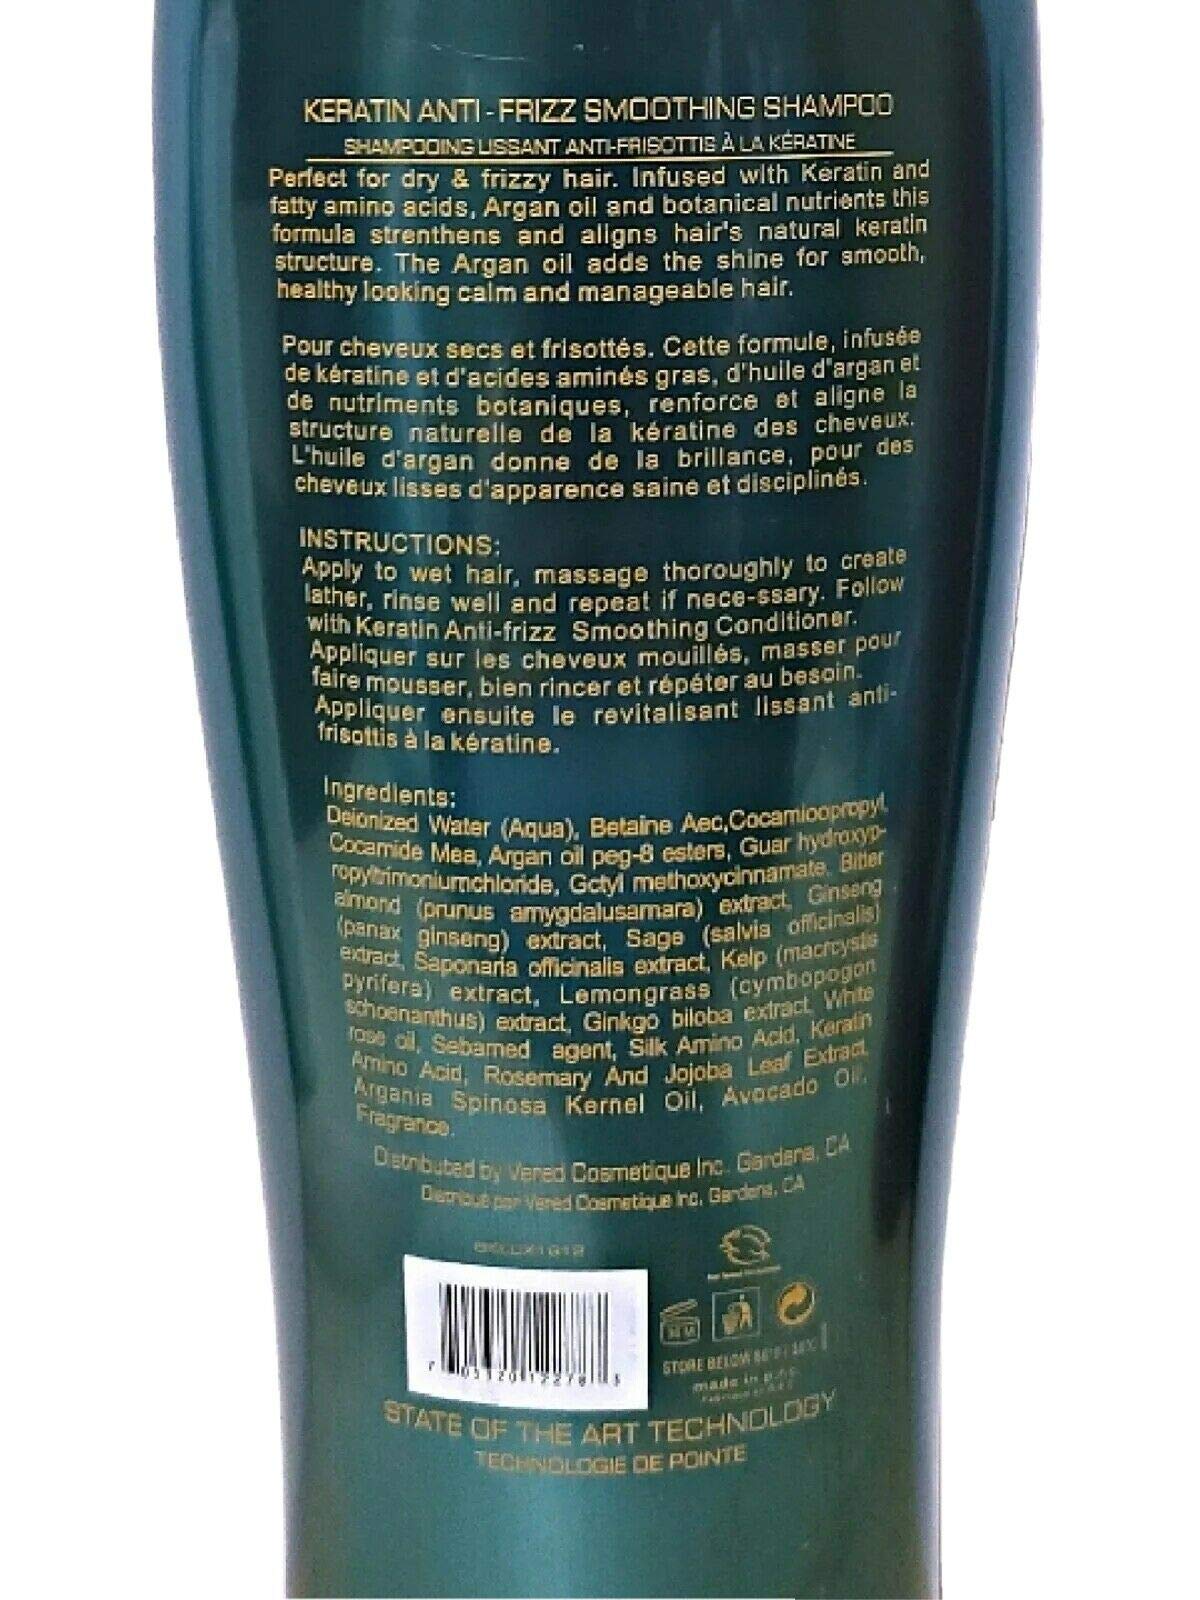 KERATIN ANTI - FRIZZ SMOOTHING SHAMPOO
SHAMPOOING LISSANT ANTI-FRISOTTIS À LA KÉRATINE
Perfect for dry & frizzy hair. Infused with Keratin and
fatty amino acids, Argan oil and botanical nutrients this
formula strenthens and aligns hair's natural keratin
structure. The Argan oil adds the shine for smooth,
healthy looking calm and manageable hair.
Pour cheveux secs et frisottés. Cette formule, infusée
de kératine et d'acides aminés gras, d'huile d'argan et
de nutriments botaniques, renforce et aligne la
structure naturelle de la kératine des cheveux.
L'huile d'argan donne de la brillance, pour des
cheveux lisses d'apparence saine et disciplinés.
INSTRUCTIONS:
Apply to wet hair, massage thoroughly to create
lather, rinse well and repeat if nece-ssary. Follow
with Keratin Anti-frizz Smoothing Conditioner.
Appliquer sur les cheveux mouillés, masser pour
faire mousser, bien rincer et répéter au besoin.
Appliquer ensuite le revitalisant lissant anti-
frisottis à la kératine.
Ingredients:
Deionized Water (Aqua), Betaine Aec,Cocamioopropyl,
Cocamide Mea, Argan oil peg-8 esters, Guar hydroxyp-
ropyltrimoniumchloride, Gctyl methoxycinnamate. Bitter
almond (prunus amygdalusamara) extract, Ginseng
(panax ginseng) extract, Sage (salvia officinalis)
extract, Saponaria officinalis extract, Kelp (macrcystis
pyrifera) extract, Lemongrass (cymbopogon
schoenanthus) extract, Ginkgo biloba extract, White
rose oil, Sebamed agent, Silk Amino Acid, Keratin
Amino Acid, Rosemary And Jojoba Leaf Extract,
Argania Spinosa Kernel Oil, Avocado Oil,
Fragrance.
Distributed by Vered Cosmetique Inc. Gardena, CA
Distribué par Vered Cosmetique Inc. Gardena, CA
STORE BELOW
made in p.r.c.
STATE OF THE ART TECHNOLOGY
TECHNOLOGIE DE POINTE